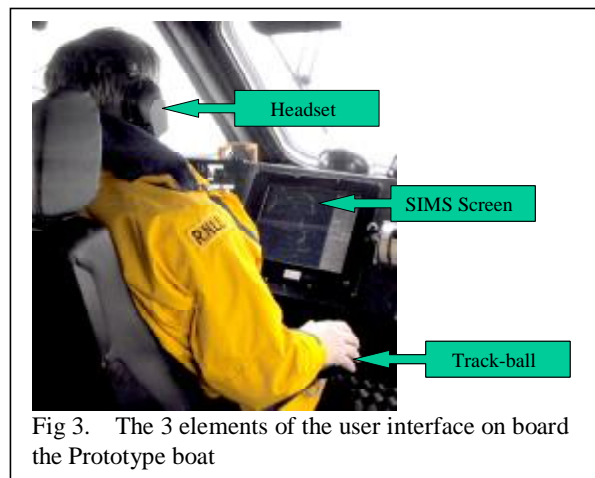 Headset
SIMS Screen
RNLI
Track-ball
Fig 3. The 3 elements of the user interface on board
the Prototype boat